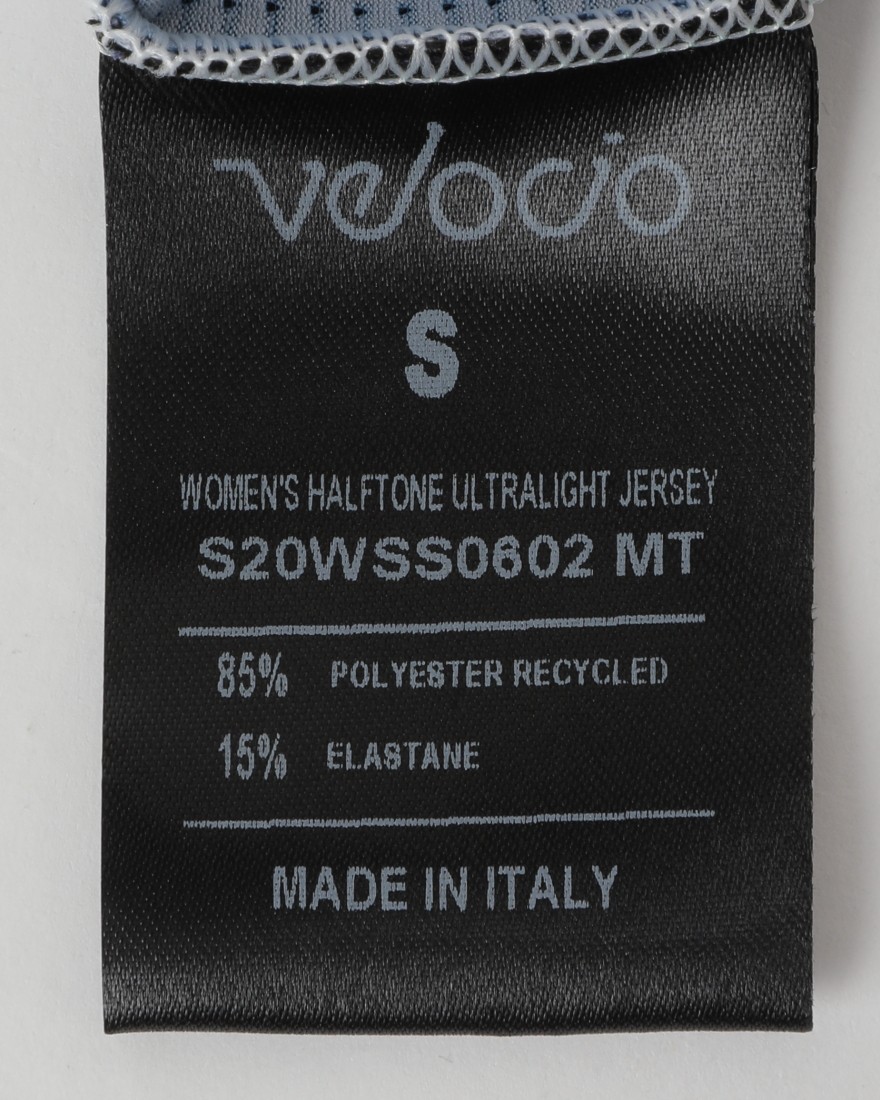 velocio
S
WOMEN'S HALFTONE ULTRALIGHT JERSEY
S20WSS0602 MT
85% POLYESTER RECYCLED
15% ELASTANE
MADE IN ITALY